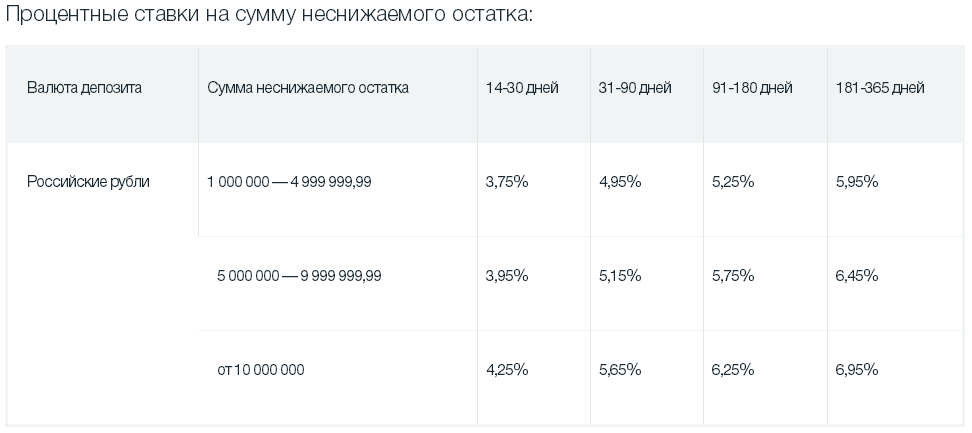 Процентные ставки на сумму неснижаемого остатка:
Валюта депозита Сумма неснижаемого остатка 14-30 дней 31-90 дней 91-180 дней 181-365 дней
Российские рубли 1 000 000 — 4 999 999,99 3,75% 4,95% 5,25% 5,95%
5 000 000 — 9 999 999,99 3,95% 5,15% 5,75% 6,45%
от 10 000 000 4,25% 5,65% 6,25% 6,95%